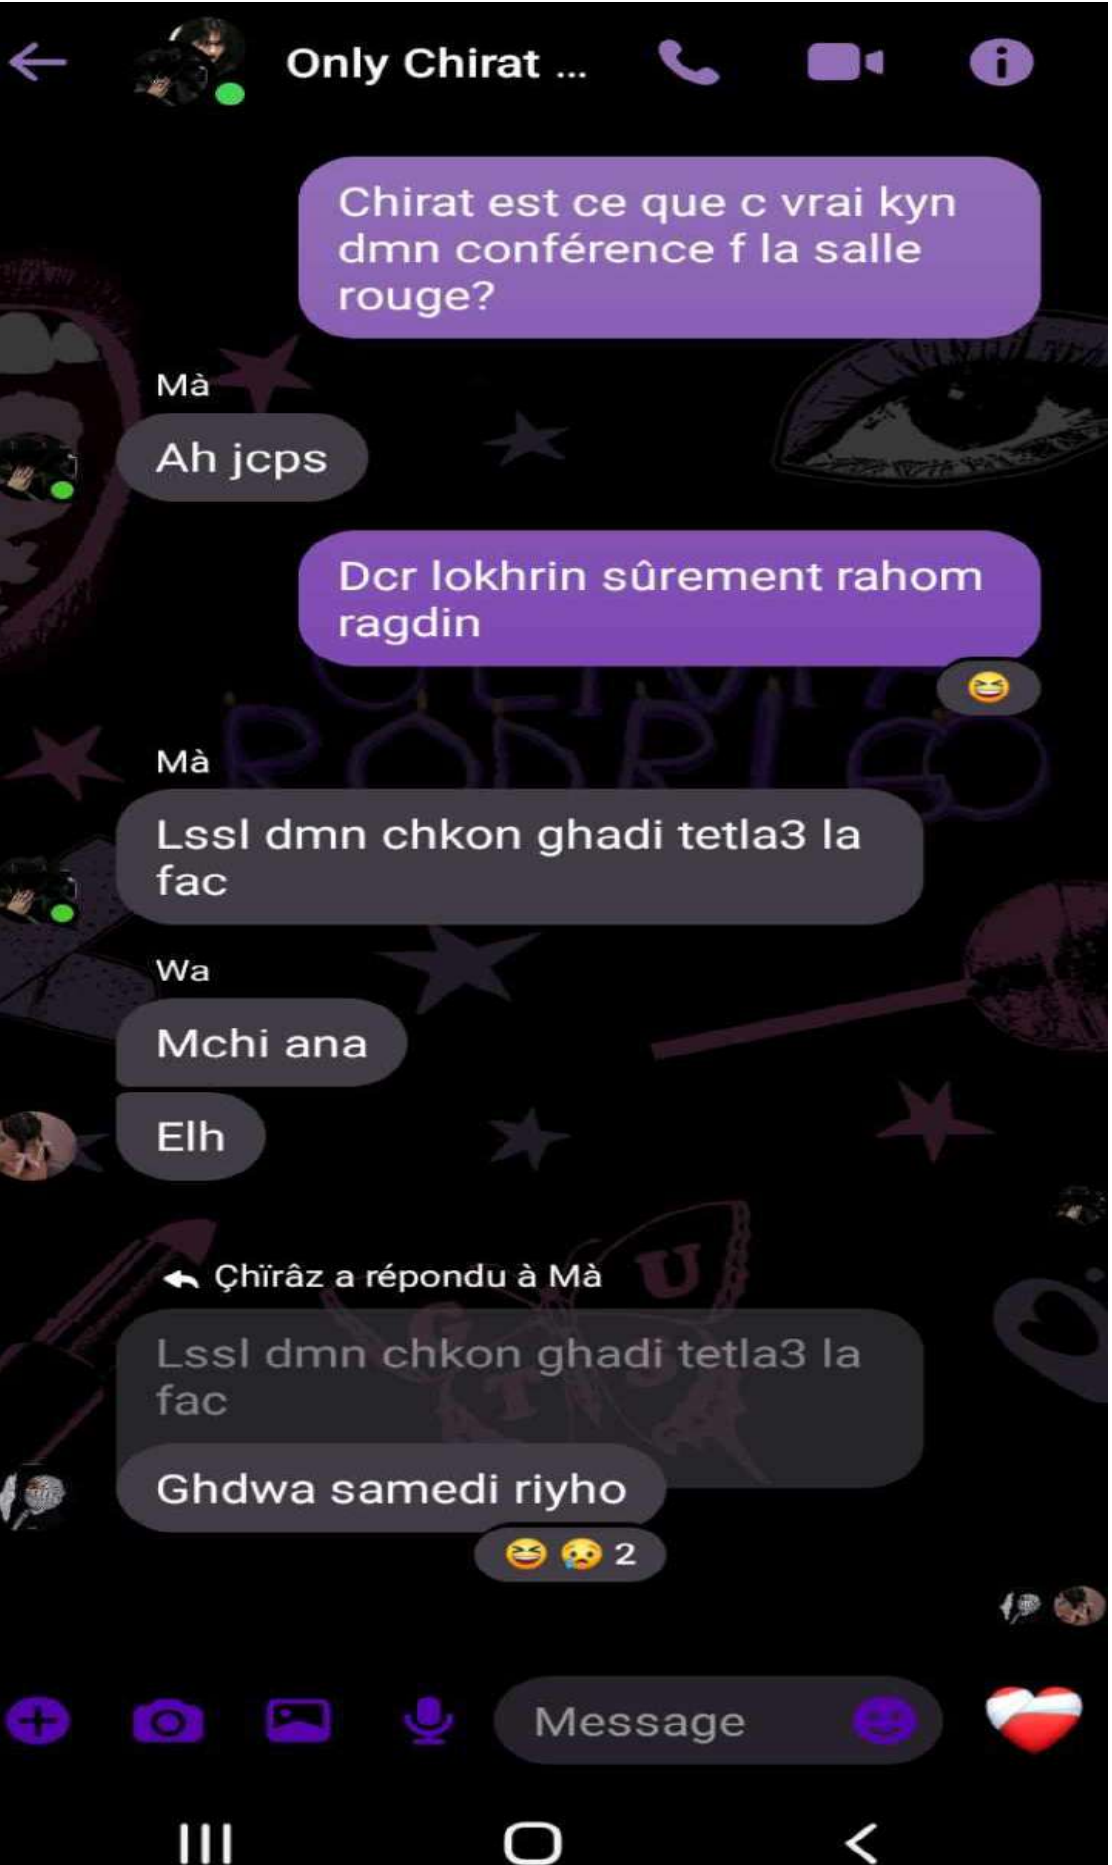 Only Chirat ...
Chirat est ce que c vrai kyn
dmn conférence f la salle
rouge?
Mà
Ah jcps
Dcr lokhrin sûrement rahom
ragdin
RODRIGO
Mà
Lssl dmn chkon ghadi tetla3 la
fac
Wa
Mchi ana
Elh
Çhïrâz a répondu à Mà
Lssl dmn chkon ghadi tetla3 la
fac
Ghdwa samedi riyho
😆 😢 2
Message